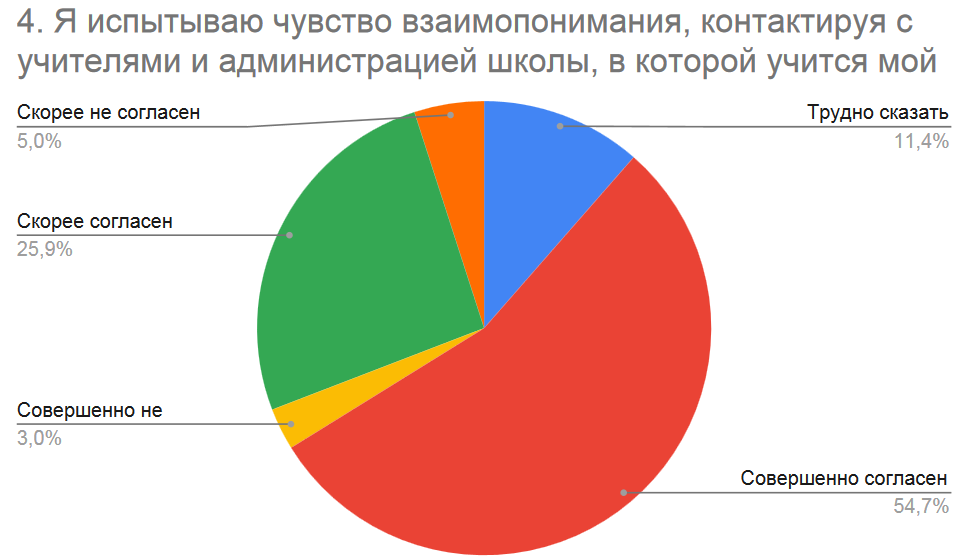 4. Я испытываю чувство взаимопонимания, контактируя с
учителями и администрацией школы, в которой учится мой
Скорее не согласен
5,0%
Трудно сказать
11,4%
Скорее согласен
25,9%
Совершенно не
3,0%
Совершенно согласен
54,7%